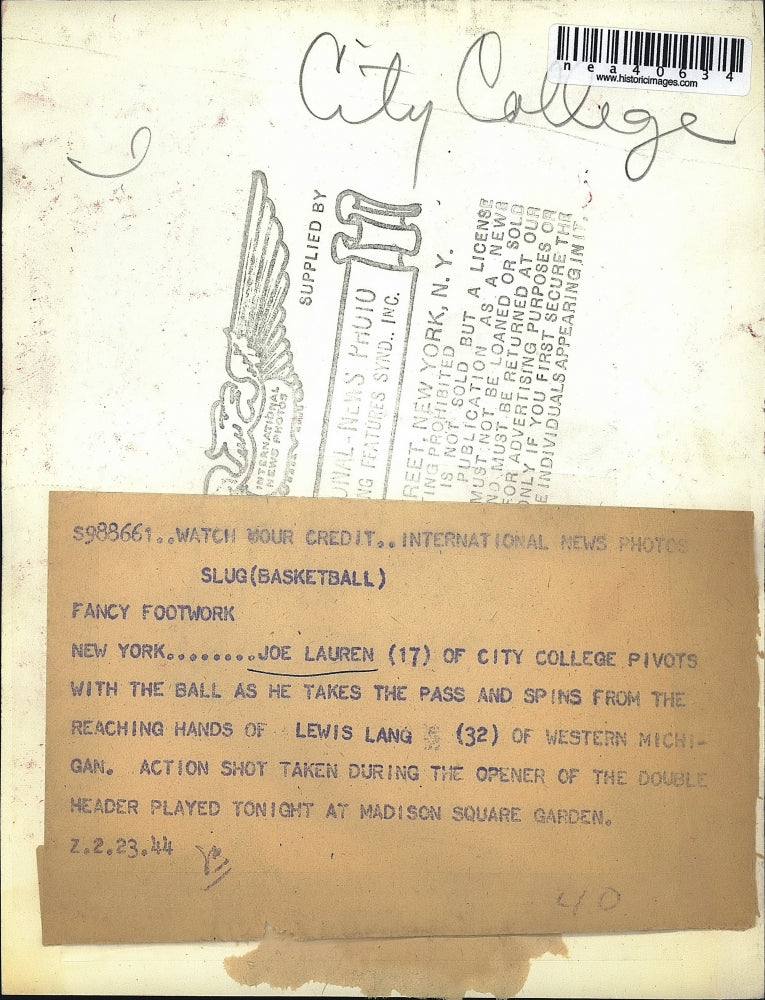 City College
nea40634
www.historicimages.com
SUPPLIED BY
INTERNATIONAL
NEWS PHOTOS
ONAL-NEWS PHOTO
NG FEATURES SYND., INC.
REET, NEW YORK, N. Y.
TING PROHIBITED
IS NOT SOLD BUT A LICENSE
PUBLICATION AS A NEWS
MUST NOT BE LOANED OR SOLD
ND MUST BE RETURNED AT OUR
FOR ADVERTISING PURPOSES OR
ONLY IF YOU FIRST SECURE THE
E INDIVIDUALS APPEARING IN IT.
S988661..WATCH YOUR CREDIT..INTERNATIONAL NEWS PHOTOS
SLUG(BASKETBALL)
FANCY FOOTWORK
NEW YORK........JOE LAUREN (17) OF CITY COLLEGE PIVOTS
WITH THE BALL AS HE TAKES THE PASS AND SPINS FROM THE
REACHING HANDS OF LEWIS LANG (32) OF WESTERN MICHI-
GAN. ACTION SHOT TAKEN DURING THE OPENER OF THE DOUBLE
HEADER PLAYED TONIGHT AT MADISON SQUARE GARDEN.
Z.2.23.44
40